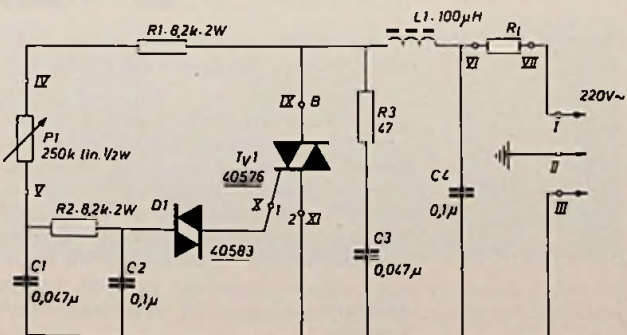 L1·100µH
R1·8,2k·2W
Rl
VI
VII
IV
IX
B
R3
47
220V~
I
P1
250k lin.½W
Tv1
40576
II
V
R2·8,2k·2W
D1
X
1
2
XI
C4
0,1µ
III
40583
C1
0,047µ
C2
0,1µ
C3
0,047µ